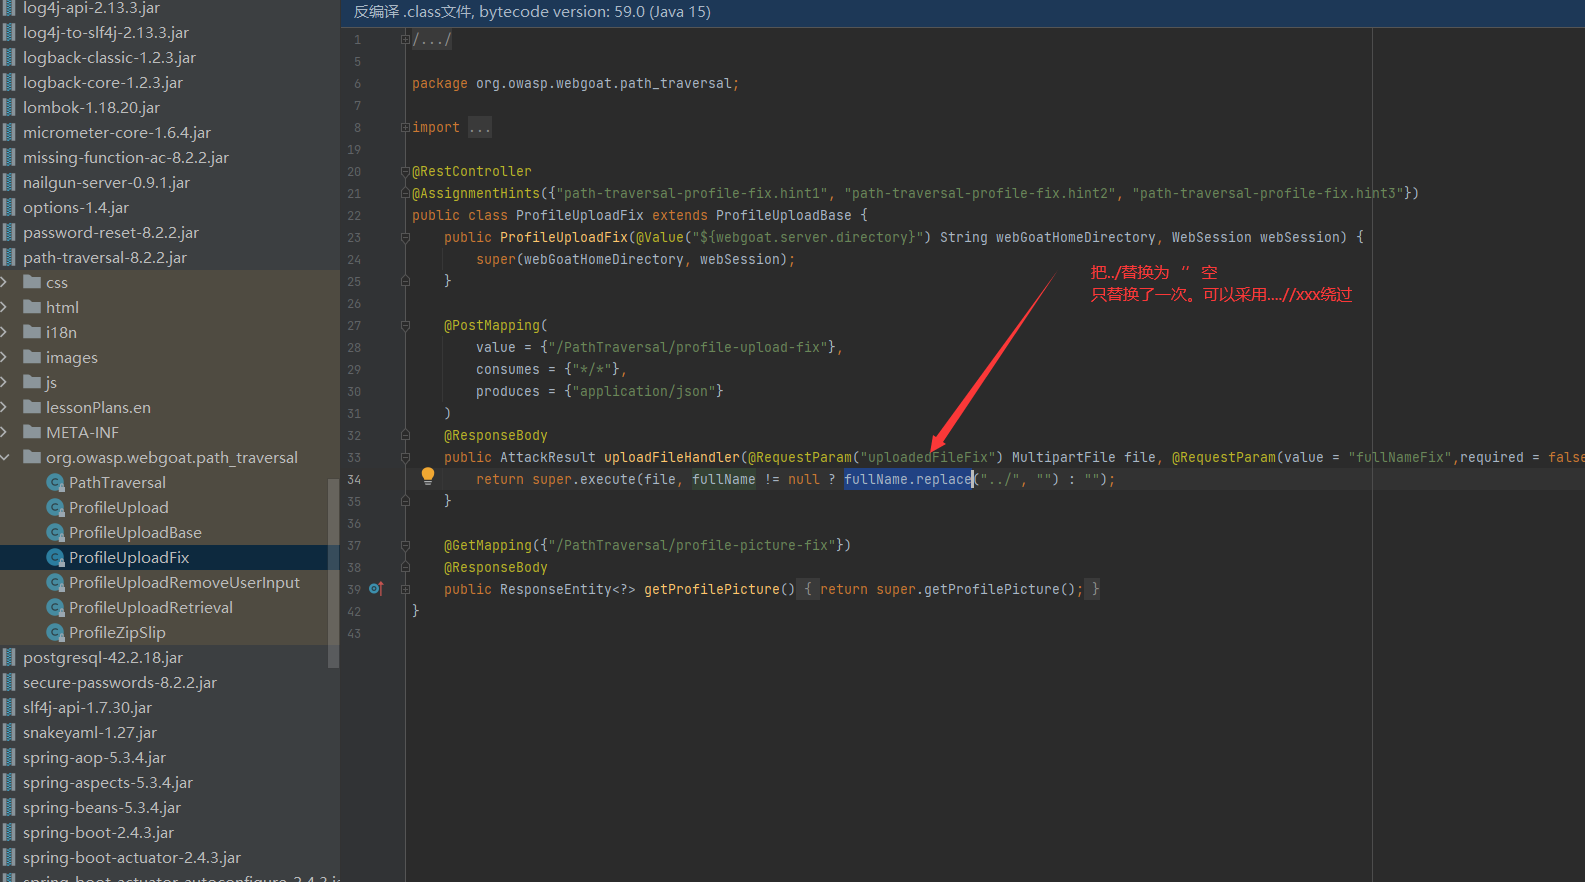 log4j-api-2.13.3.jar
log4j-to-slf4j-2.13.3.jar
logback-classic-1.2.3.jar
logback-core-1.2.3.jar
lombok-1.18.20.jar
micrometer-core-1.6.4.jar
missing-function-ac-8.2.2.jar
nailgun-server-0.9.1.jar
options-1.4.jar
password-reset-8.2.2.jar
path-traversal-8.2.2.jar
css
html
i18n
images
js
lessonPlans.en
META-INF
org.owasp.webgoat.path_traversal
PathTraversal
ProfileUpload
ProfileUploadBase
ProfileUploadFix
ProfileUploadRemoveUserInput
ProfileUploadRetrieval
ProfileZipSlip
postgresql-42.2.18.jar
secure-passwords-8.2.2.jar
slf4j-api-1.7.30.jar
snakeyaml-1.27.jar
spring-aop-5.3.4.jar
spring-aspects-5.3.4.jar
spring-beans-5.3.4.jar
spring-boot-2.4.3.jar
spring-boot-actuator-2.4.3.jar
spring-boot-actuator-autoconfigure-2.4.3.ja
反编译 .class文件, bytecode version: 59.0 (Java 15)
1 /.../
5
6 package org.owasp.webgoat.path_traversal;
7
8 import ...
19
20 @RestController
21 @AssignmentHints({"path-traversal-profile-fix.hint1", "path-traversal-profile-fix.hint2", "path-traversal-profile-fix.hint3"})
22 public class ProfileUploadFix extends ProfileUploadBase {
23 public ProfileUploadFix(@Value("${webgoat.server.directory}") String webGoatHomeDirectory, WebSession webSession) {
24 super(webGoatHomeDirectory, webSession);
25 }
26
27 @PostMapping(
28 value = {"/PathTraversal/profile-upload-fix"},
29 consumes = {"*/*"},
30 produces = {"application/json"}
31 )
32 @ResponseBody
33 public AttackResult uploadFileHandler(@RequestParam("uploadedFileFix") MultipartFile file, @RequestParam(value = "fullNameFix",required = false
34 return super.execute(file, fullName != null ? fullName.replace("../", "") : "");
35 }
36
37 @GetMapping({"/PathTraversal/profile-picture-fix"})
38 @ResponseBody
39 public ResponseEntity<?> getProfilePicture() { return super.getProfilePicture(); }
42 }
43
把../替换为 “ 空
只替换了一次。可以采用....//xxx绕过